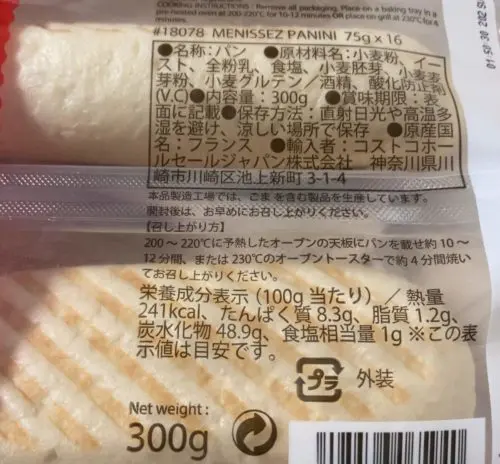 COOKING INSTRUCTIONS : Remove all packaging. Place on a baking tray in a
pre-heated oven at 200-220°C for 10-12 minutes OR place on grill at 230°C for 4
minutes.
#18078 MENISSEZ PANINI 75g x 16
●名称：パン ●原材料名：小麦粉、イー
スト、全粉乳、食塩、小麦胚芽、小麦麦
芽粉、小麦グルテン／酒精、酸化防止剤
(V.C)●内容量：300g ●賞味期限：表
面に記載●保存方法：直射日光や高温多
湿を避け、涼しい場所で保存 ●原産国
名：フランス ●輸入者：コストコホー
ルセールジャパン株式会社 神奈川県川
崎市川崎区池上新町 3-1-4
本品製造工場では、ごま を含む製品を生産しています。
開封後は、お早めにお召し上がりください。
【召し上がり方】
200～220℃に予熱したオーブンの天板にパンを載せ約10～
12分間、または230℃のオーブントースターで約4分間焼い
てお召し上がりください。
栄養成分表示（100g 当たり）／ 熱量
241kcal、たんぱく質 8.3g、脂質 1.2g、
炭水化物 48.9g、食塩相当量 1g ※この表
示値は目安です。
プラ 外装
Net weight :
300g